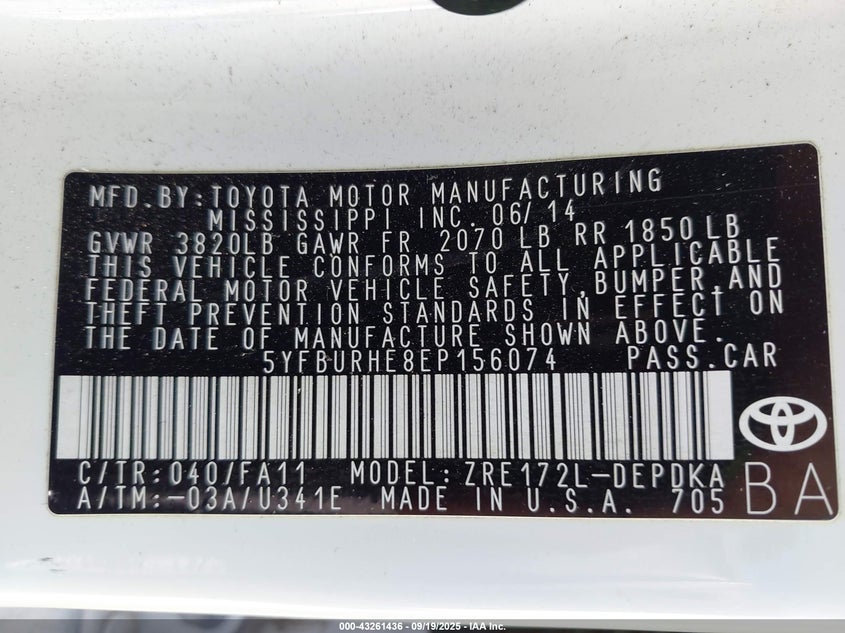 MFD. BY: TOYOTA MOTOR MANUFACTURING
MISSISSIPPI INC. 06/14
GVWR 3820LB GAWR FR 2070 LB RR 1850 LB
THIS VEHICLE CONFORMS TO ALL APPLICABLE
FEDERAL MOTOR VEHICLE SAFETY, BUMPER, AND
THEFT PREVENTION STANDARDS IN EFFECT ON
THE DATE OF MANUFACTURE SHOWN ABOVE.
5YFBURHE8EP156074 PASS.CAR
C/TR: 040/FA11 MODEL: ZRE172L-DEPDKA
A/TM:-03A/U341E MADE IN U.S.A. 705
BA
000-43261436 - 09/19/2025 - IAA Inc.